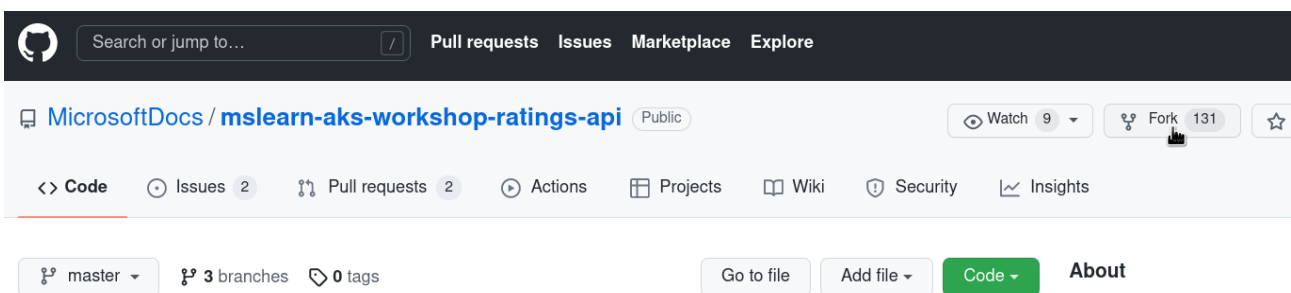 Search or jump to... / Pull requests Issues Marketplace Explore
MicrosoftDocs / mslearn-aks-workshop-ratings-api Public Watch 9 Fork 131
<> Code Issues 2 Pull requests 2 Actions Projects Wiki Security Insights
master 3 branches 0 tags Go to file Add file Code About